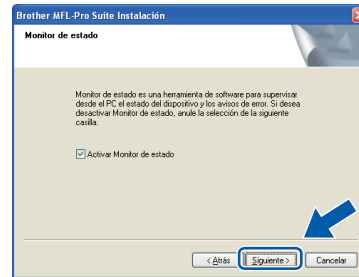 Brother MFL-Pro Suite Instalación
Monitor de estado
Monitor de estado es una herramienta de software para supervisar
desde el PC el estado del dispositivo y los avisos de error. Si desea
desactivar Monitor de estado, anule la selección de la siguiente
casilla.
Activar Monitor de estado
< Atrás
Siguiente >
Cancelar